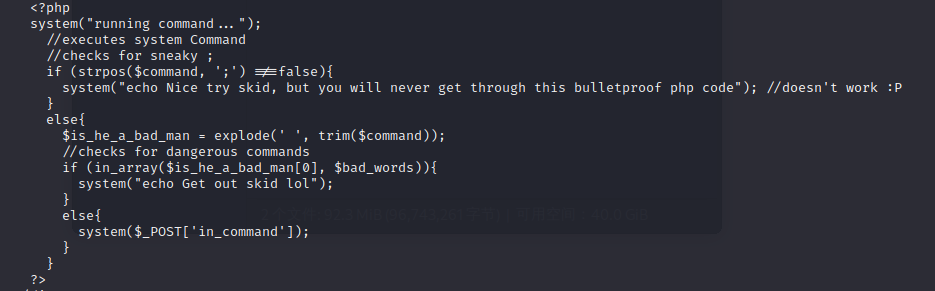 <?php
system("running command...");
//executes system Command
//checks for sneaky ;
if (strpos($command, ';') !==false){
system("echo Nice try skid, but you will never get through this bulletproof php code"); //doesn't work :P
}
else{
$is_he_a_bad_man = explode(' ', trim($command));
//checks for dangerous commands
if (in_array($is_he_a_bad_man[0], $bad_words)){
system("echo Get out skid lol");
}
else{
system($_POST['in_command']);
}
}
?>